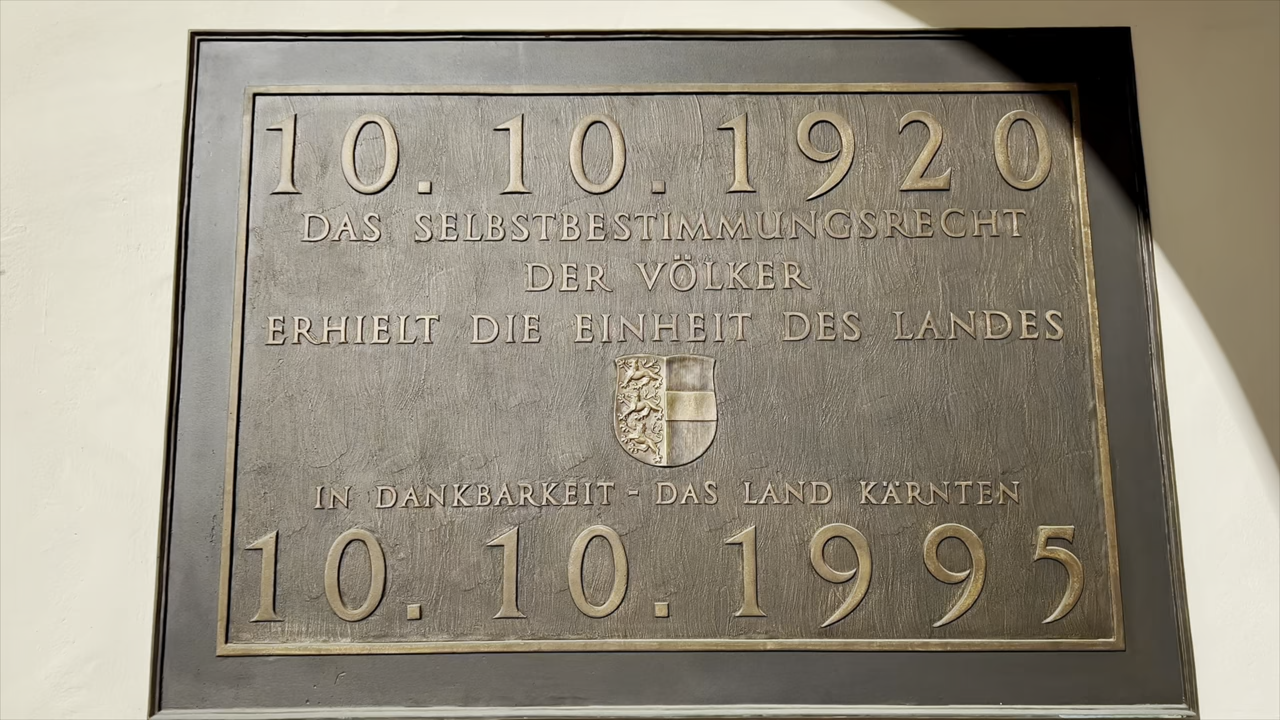 10. 10. 1920
DAS SELBSTBESTIMMUNGSRECHT
DER VÖLKER
ERHIELT DIE EINHEIT DES LANDES
IN DANKBARKEIT - DAS LAND KÄRNTEN
10. 10. 1995